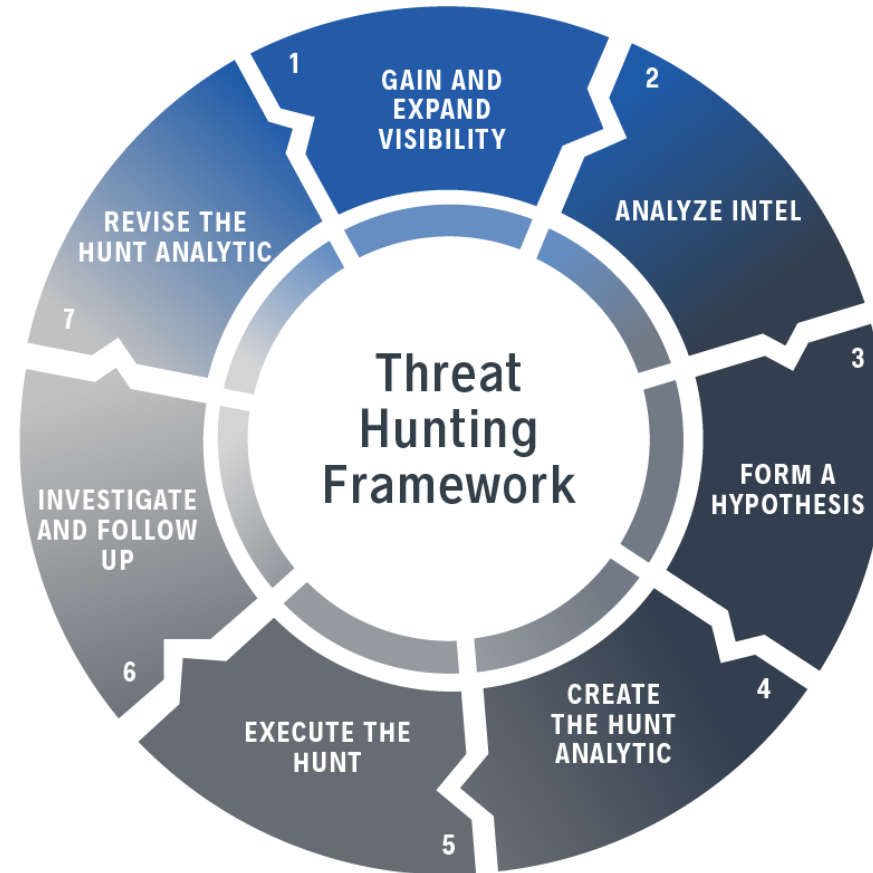 1
GAIN AND
EXPAND
VISIBILITY
2
ANALYZE INTEL
3
FORM A
HYPOTHESIS
4
CREATE
THE HUNT
ANALYTIC
5
EXECUTE THE
HUNT
6
INVESTIGATE
AND FOLLOW
UP
7
REVISE THE
HUNT ANALYTIC
Threat
Hunting
Framework